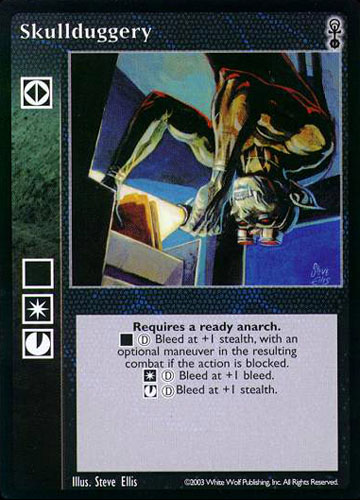 Skullduggery
Steve
Ellis
Requires a ready anarch.
Ⓓ Bleed at +1 stealth, with an
optional maneuver in the resulting
combat if the action is blocked.
Ⓓ Bleed at +1 bleed.
Ⓓ Bleed at +1 stealth.
Illus. Steve Ellis
©2003 White Wolf Publishing, Inc. All Rights Reserved.